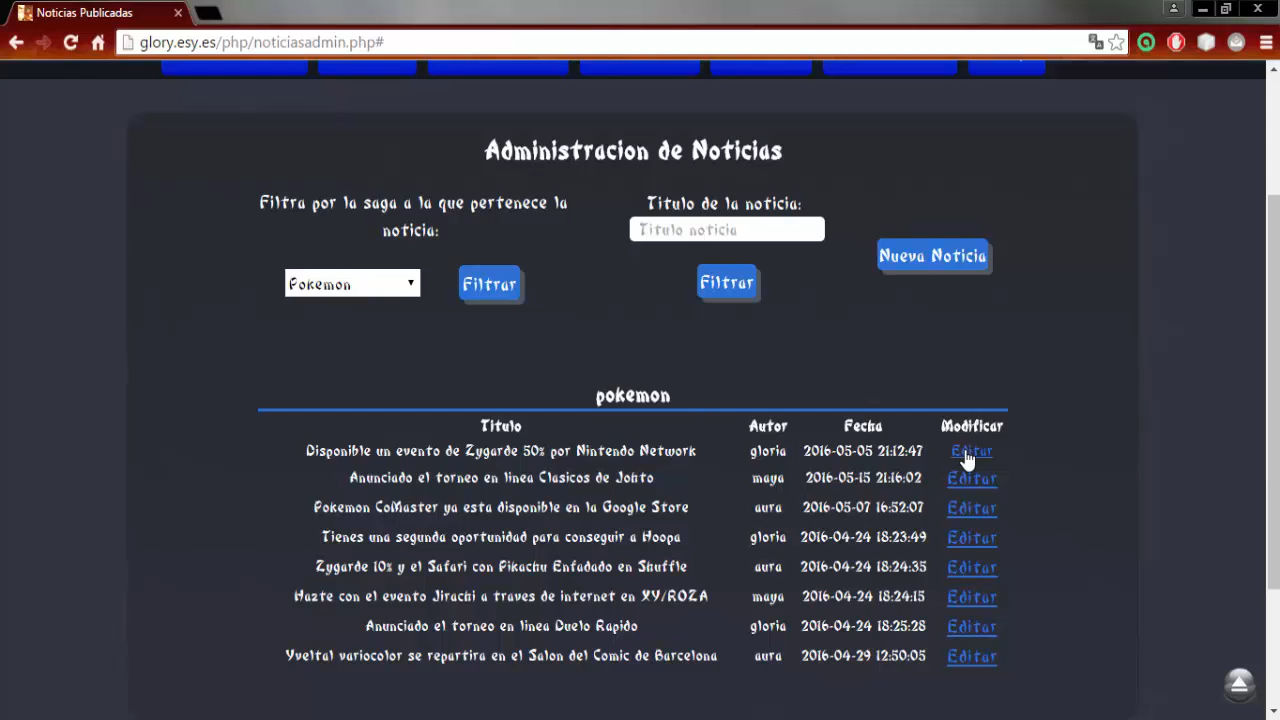 Noticias Publicadas
glory.esy.es/php/noticiasadmin.php#
Administracion de Noticias
Filtra por la saga a la que pertenece la
noticia:
Pokemon
Filtrar
Titulo de la noticia:
Titulo noticia
Filtrar
Nueva Noticia
pokemon
Titulo Autor Fecha Modificar
Disponible un evento de Zygarde 50% por Nintendo Network gloria 2016-05-05 21:12:47 Editar
Anunciado el torneo en linea Clasicos de Johto maya 2016-05-15 21:16:02 Editar
Pokemon CoMaster ya esta disponible en la Google Store aura 2016-05-07 16:52:07 Editar
Tienes una segunda oportunidad para conseguir a Hoopa gloria 2016-04-24 18:23:49 Editar
Zygarde 10% y el Safari con Pikachu Enfadado en Shuffle aura 2016-04-24 18:24:35 Editar
Hazte con el evento Jirachi a traves de internet en XY/ROZA maya 2016-04-24 18:24:15 Editar
Anunciado el torneo en linea Duelo Rapido gloria 2016-04-24 18:25:28 Editar
Yveltal variocolor se repartira en el Salon del Comic de Barcelona aura 2016-04-29 12:50:05 Editar